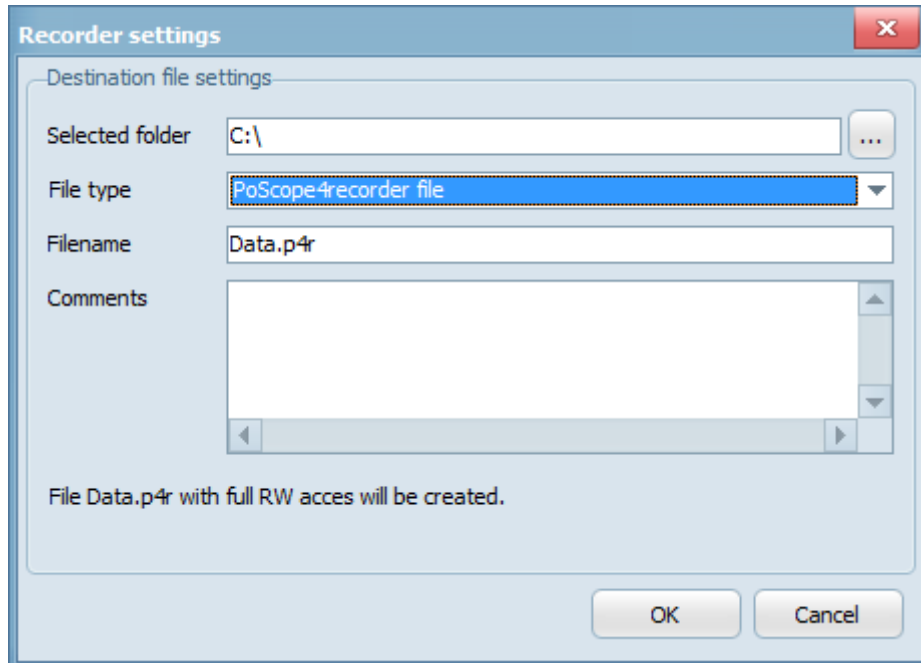 Recorder settings
Destination file settings
Selected folder C:\ ...
File type PoScope4recorder file
Filename Data.p4r
Comments
File Data.p4r with full RW acces will be created.
OK Cancel